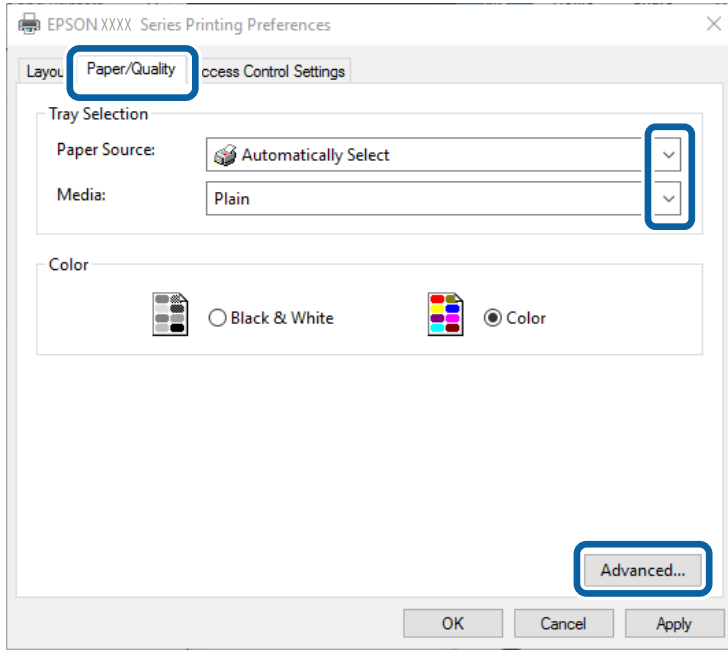 EPSON XXXX Series Printing Preferences
Paper/Quality
ccess Control Settings
Tray Selection
Paper Source: Automatically Select
Media: Plain
Color
Black & White Color
Advanced...
OK Cancel Apply